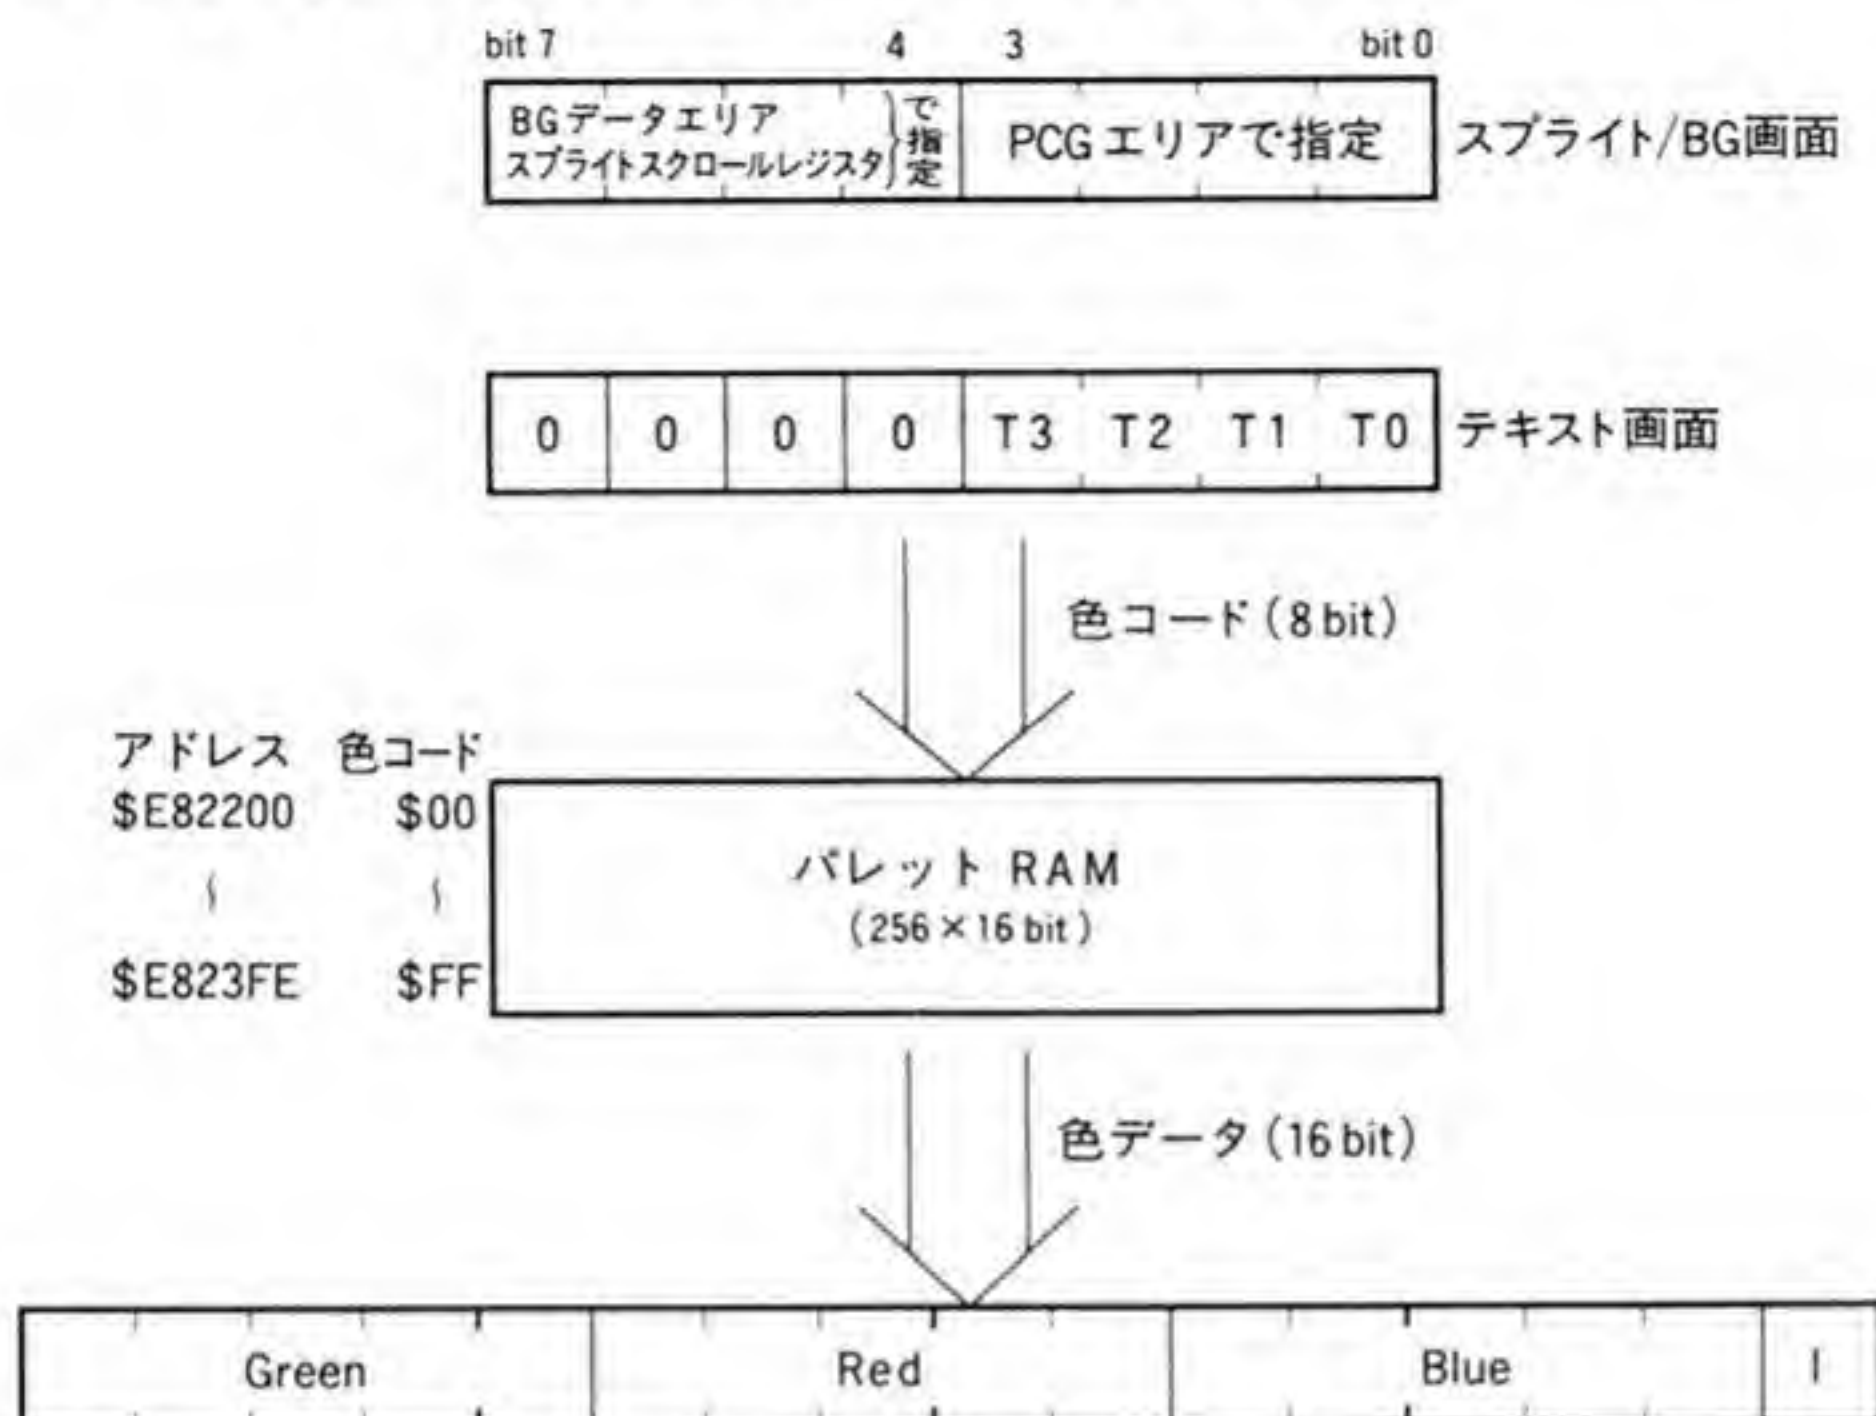 bit 7 4 3 bit 0
BGデータエリア
スプライトスクロールレジスタ
で指定
PCGエリアで指定
スプライト/BG画面
0 0 0 0 T3 T2 T1 T0 テキスト画面
色コード(8bit)
アドレス 色コード
$E82200 $00
パレット RAM
(256×16 bit)
$E823FE $FF
色データ(16bit)
Green Red Blue I